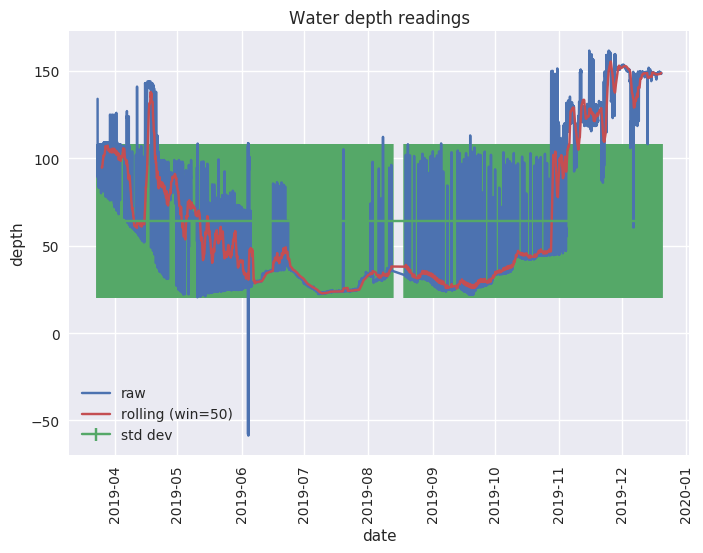 Water depth readings
150
100
50
0
−50
depth
raw
rolling (win=50)
std dev
2019-04
2019-05
2019-06
2019-07
2019-08
2019-09
2019-10
2019-11
2019-12
2020-01
date